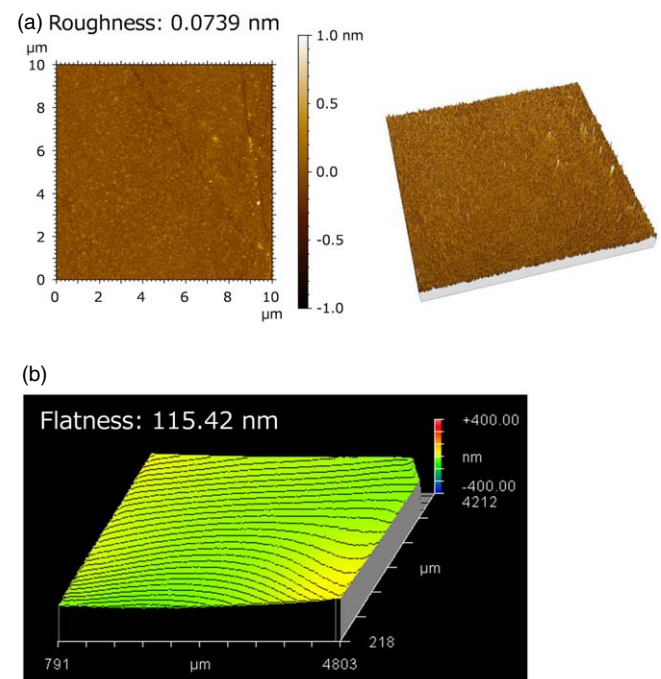 (a) Roughness: 0.0739 nm
µm
10
8
6
4
2
0
0 2 4 6 8 10
µm
1.0 nm
0.5
0.0
-0.5
-1.0
(b)
Flatness: 115.42 nm
+400.00
nm
-400.00
4212
µm
218
791 µm 4803